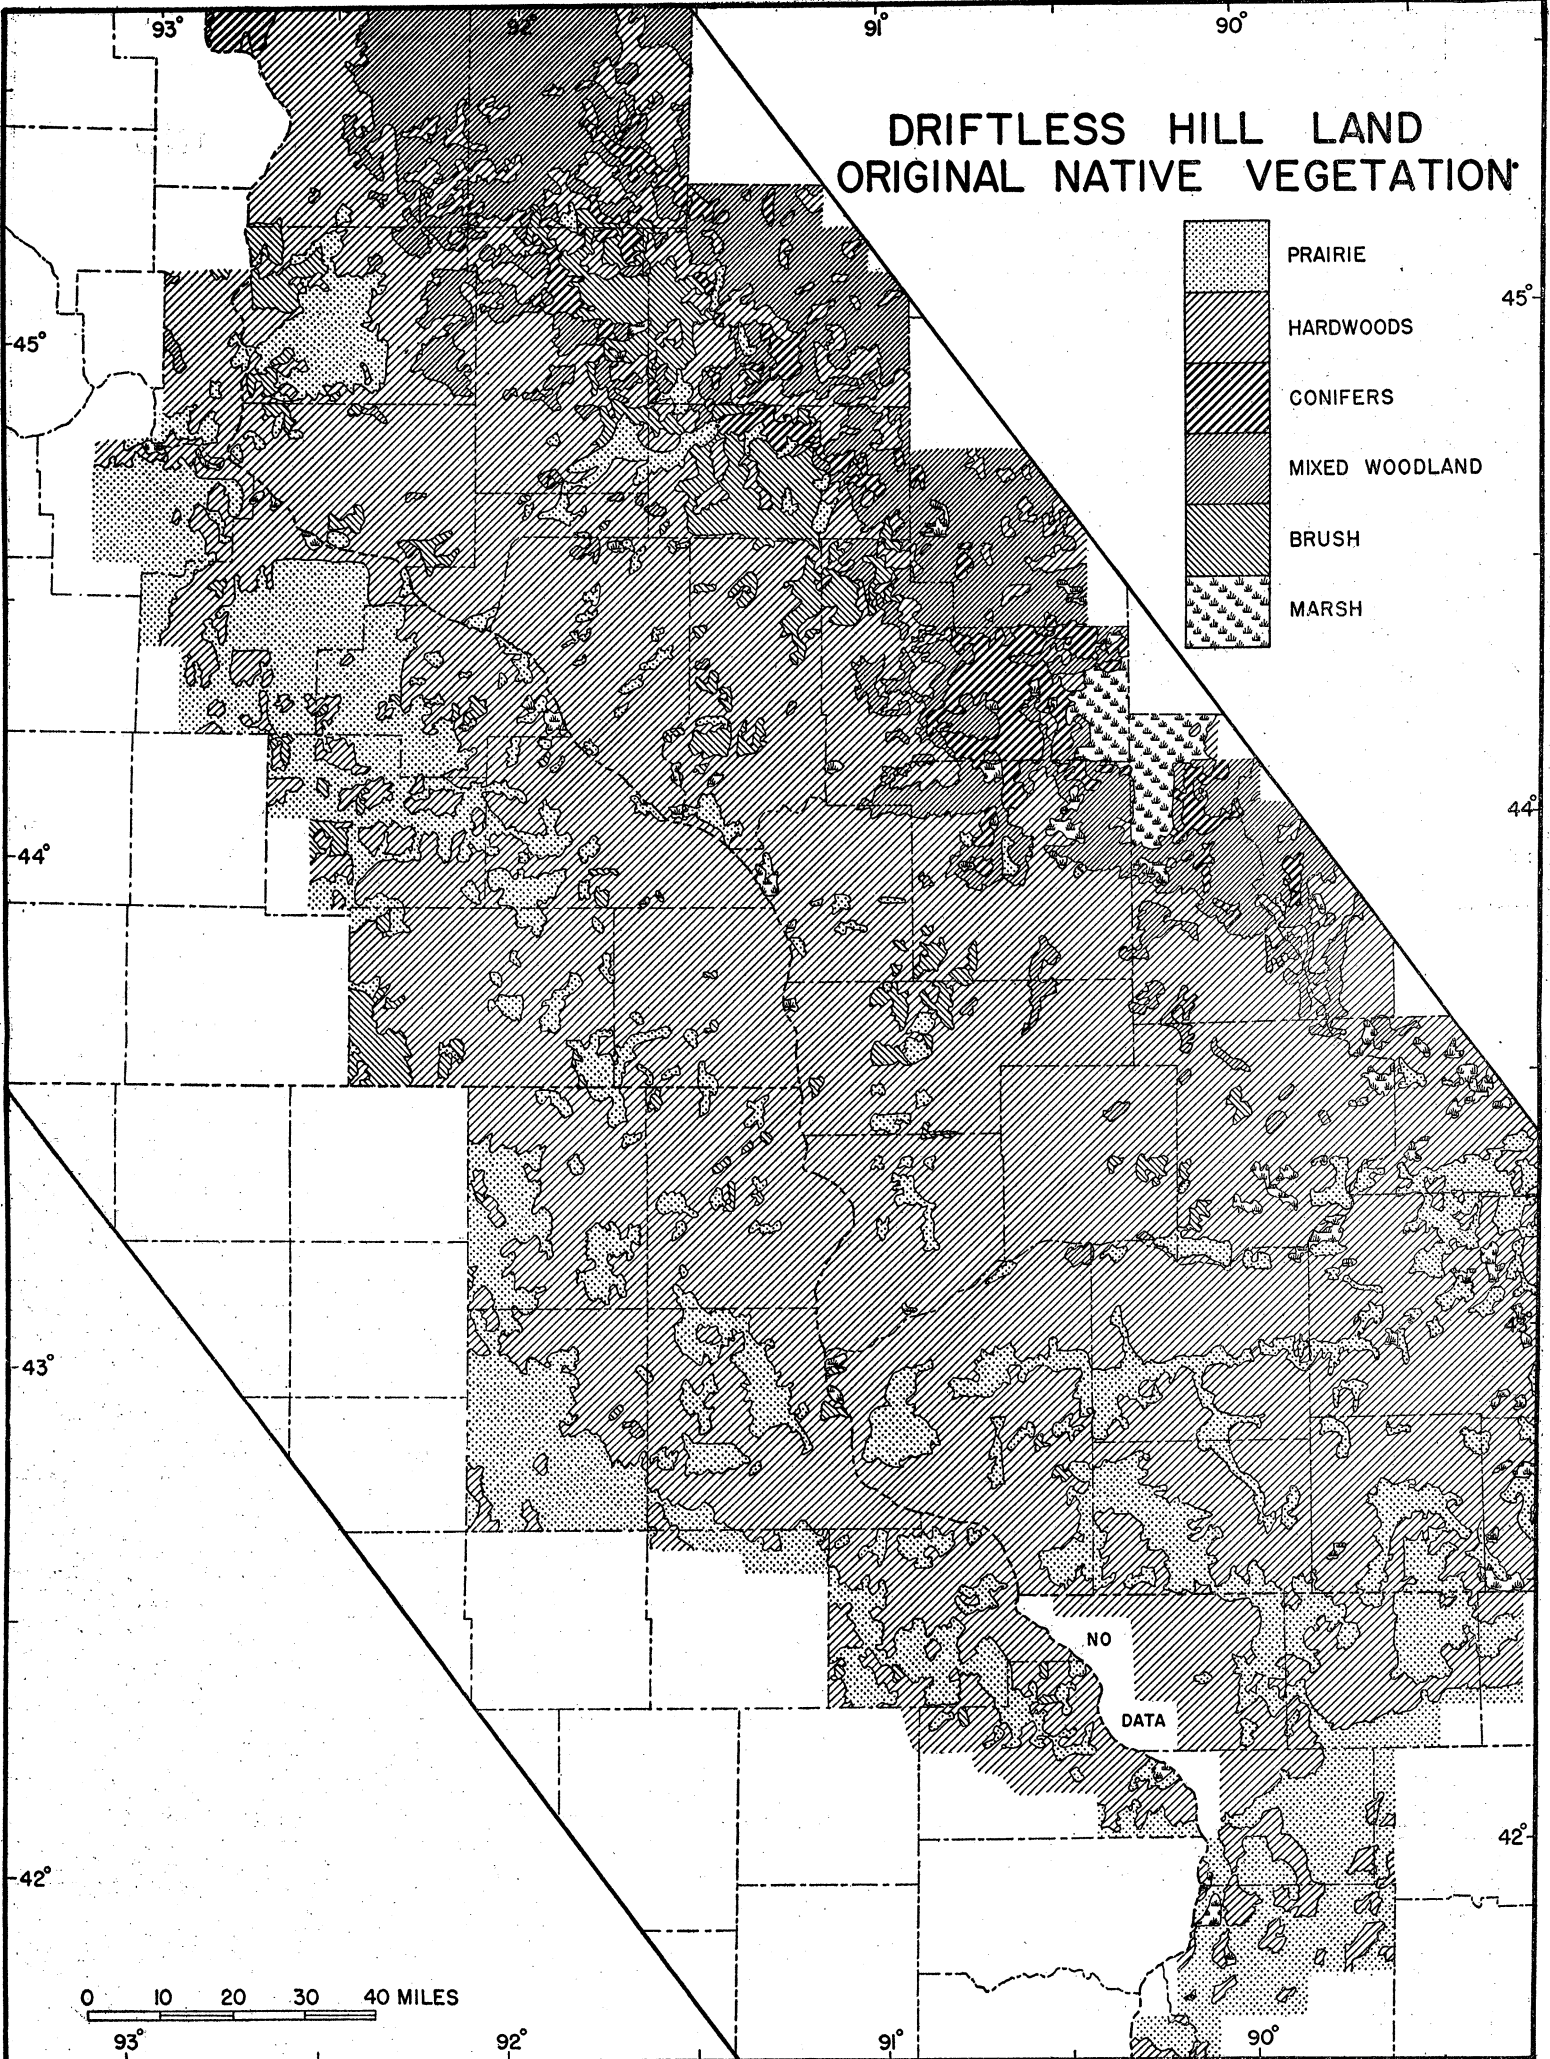 93° 92° 91° 90°
DRIFTLESS HILL LAND
ORIGINAL NATIVE VEGETATION
PRAIRIE
HARDWOODS
CONIFERS
MIXED WOODLAND
BRUSH
MARSH
45°
45°
44°
44°
43°
43°
NO
DATA
42°
42°
0 10 20 30 40 MILES
93° 92° 91° 90°